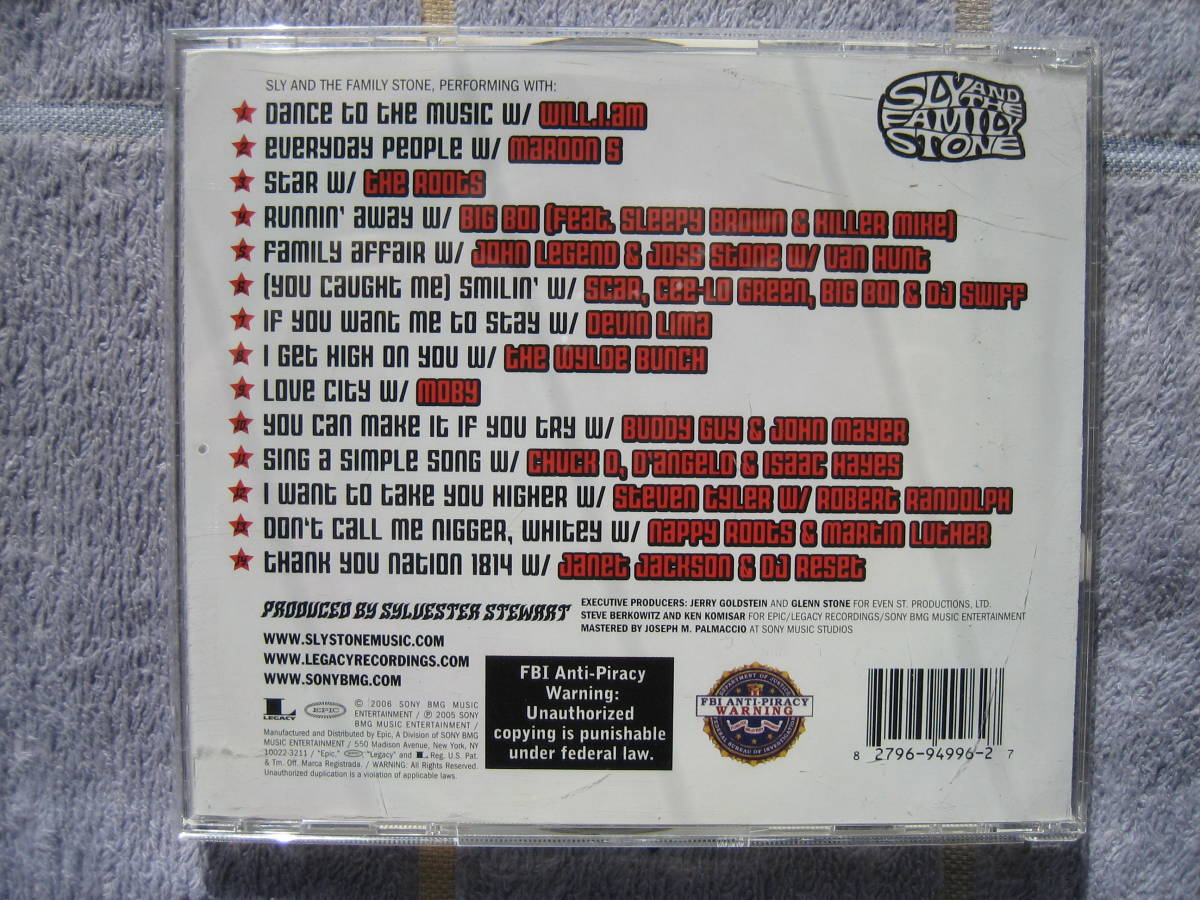 SLY AND THE FAMILY STONE, PERFORMING WITH:
SLY AND THE FAMILY STONE
1 Dance to the Music w/ will.i.am
2 Everyday People w/ Maroon 5
3 Star w/ The Roots
4 Runnin' Away w/ Big Boi (feat. Sleepy Brown & Killer Mike)
5 Family Affair w/ John Legend & Joss Stone w/ Van Hunt
6 (You Caught Me) Smilin' w/ Scar, Cee-Lo Green, Big Boi & DJ Swiff
7 If You Want Me to Stay w/ Devin Lima
8 I Get High on You w/ The Wylde Bunch
9 Love City w/ Moby
10 You Can Make It If You Try w/ Buddy Guy & John Mayer
11 Sing a Simple Song w/ Chuck D, D'Angelo & Isaac Hayes
12 I Want to Take You Higher w/ Steven Tyler w/ Robert Randolph
13 Don't Call Me Nigger, Whitey w/ Nappy Roots & Martin Luther
14 Thank You Nation 1814 w/ Janet Jackson & DJ Reset
PRODUCED BY SYLVESTER STEWART
EXECUTIVE PRODUCERS: JERRY GOLDSTEIN AND GLENN STONE FOR EVEN ST. PRODUCTIONS, LTD.
STEVE BERKOWITZ AND KEN KOMISAR FOR EPIC/LEGACY RECORDINGS/SONY BMG MUSIC ENTERTAINMENT
MASTERED BY JOSEPH M. PALMACCIO AT SONY MUSIC STUDIOS
WWW.SLYSTONEMUSIC.COM
WWW.LEGACYRECORDINGS.COM
WWW.SONYBMG.COM
L LEGACY
EPIC
© 2006 SONY BMG MUSIC
ENTERTAINMENT / ℗ 2005 SONY
BMG MUSIC ENTERTAINMENT /
Manufactured and Distributed by Epic, A Division of SONY BMG
MUSIC ENTERTAINMENT / 550 Madison Avenue, New York, NY
10022-3211 / "Epic," "Legacy" and L Reg. U.S. Pat.
& Tm. Off. Marca Registrada. / WARNING: All Rights Reserved.
Unauthorized duplication is a violation of applicable laws.
FBI Anti-Piracy
Warning:
Unauthorized
copying is punishable
under federal law.
DEPARTMENT OF JUSTICE
FBI ANTI-PIRACY
WARNING
FEDERAL BUREAU OF INVESTIGATION
8 2796-94996-2 7